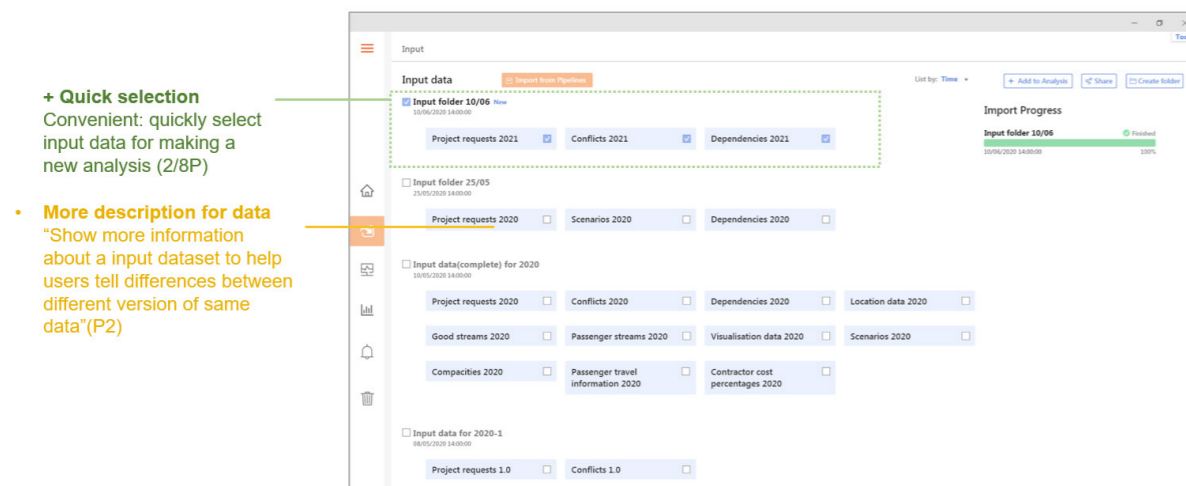 + Quick selection
Convenient: quickly select
input data for making a
new analysis (2/8P)
• More description for data
“Show more information
about a input dataset to help
users tell differences between
different version of same
data”(P2)
Input
Input data
Import from Pipelines
List by: Time
+ Add to Analysis
Share
Create folder
Input folder 10/06 New
10/06/2020 14:00:00
Project requests 2021
Conflicts 2021
Dependencies 2021
Import Progress
Input folder 10/06
Finished
10/06/2020 14:00:00
100%
Input folder 25/05
25/05/2020 14:00:00
Project requests 2020
Scenarios 2020
Dependencies 2020
Input data(complete) for 2020
10/05/2020 14:00:00
Project requests 2020
Conflicts 2020
Dependencies 2020
Location data 2020
Good streams 2020
Passenger streams 2020
Visualisation data 2020
Scenarios 2020
Compacities 2020
Passenger travel
information 2020
Contractor cost
percentages 2020
Input data for 2020-1
08/05/2020 14:00:00
Project requests 1.0
Conflicts 1.0